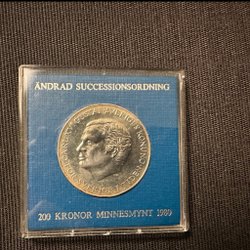 ÄNDRAD SUCCESSIONSORDNING
200 KRONOR MINNESMYNT 1980